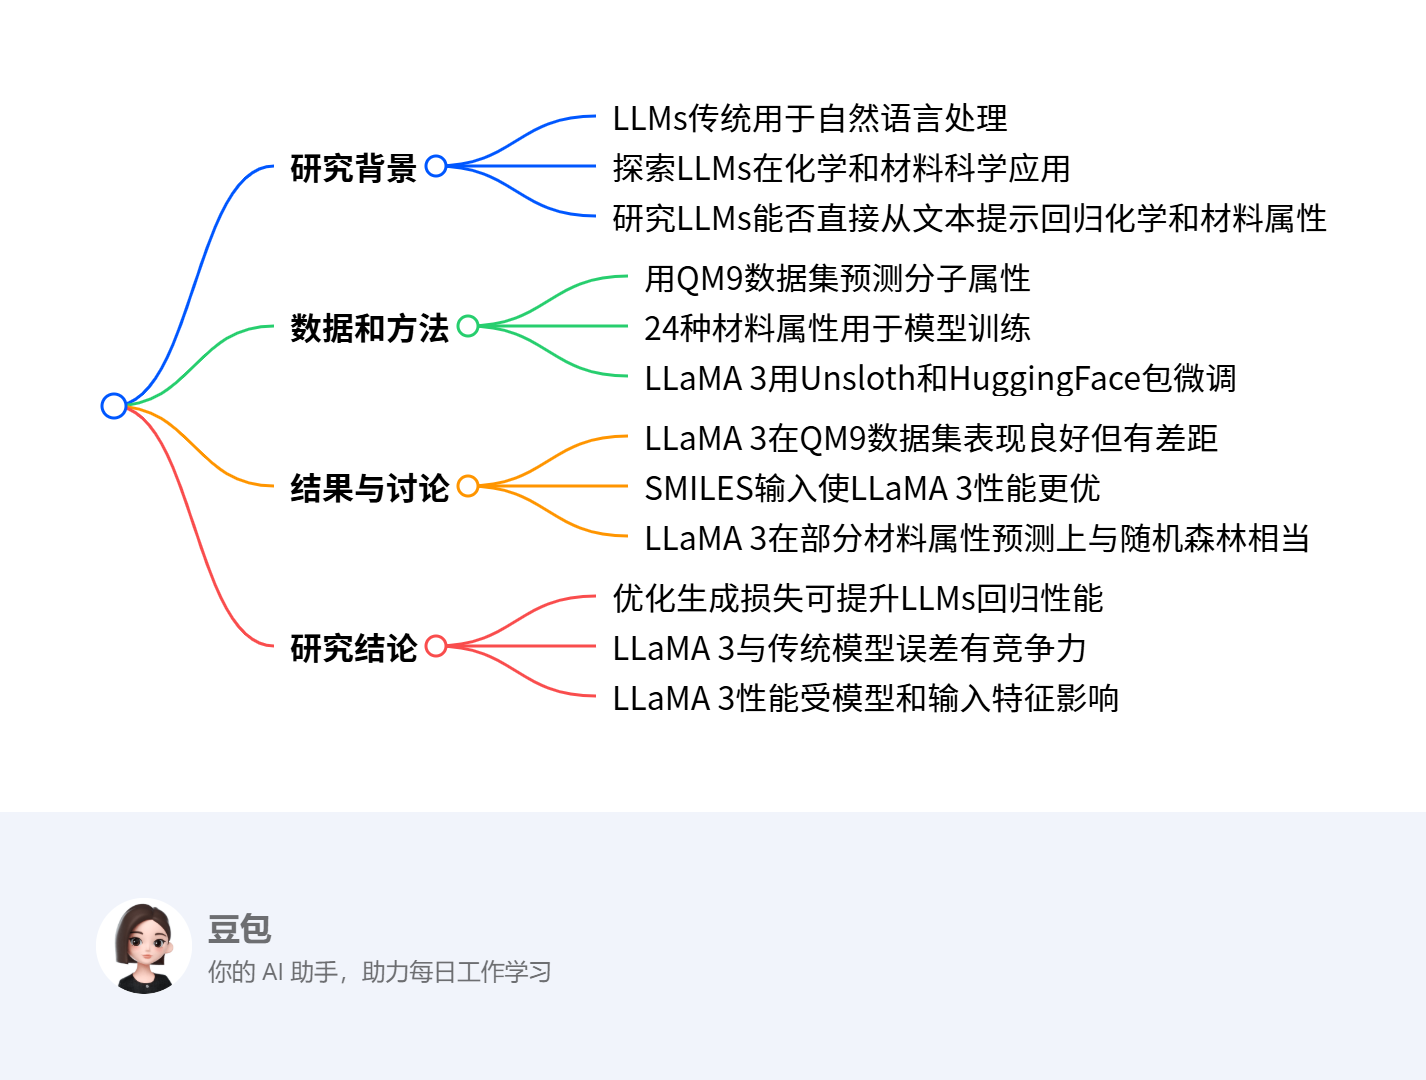 研究背景
LLMs传统用于自然语言处理
探索LLMs在化学和材料科学应用
研究LLMs能否直接从文本提示回归化学和材料属性
数据和方法
用QM9数据集预测分子属性
24种材料属性用于模型训练
LLaMA 3用Unsloth和HuggingFace包微调
结果与讨论
LLaMA 3在QM9数据集表现良好但有差距
SMILES输入使LLaMA 3性能更优
LLaMA 3在部分材料属性预测上与随机森林相当
研究结论
优化生成损失可提升LLMs回归性能
LLaMA 3与传统模型误差有竞争力
LLaMA 3性能受模型和输入特征影响
豆包
你的 AI 助手，助力每日工作学习